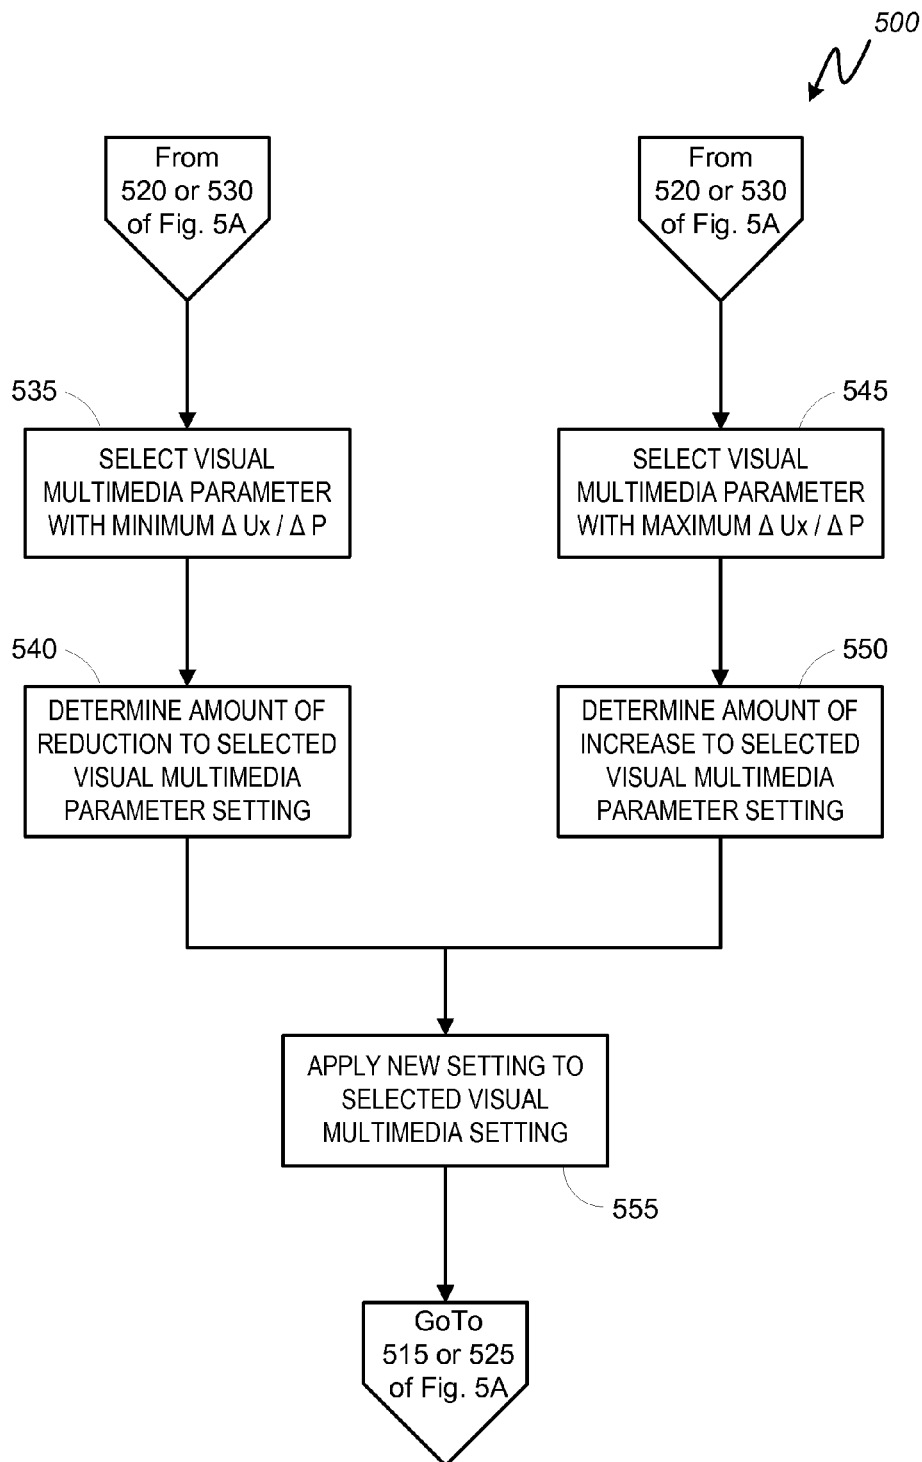 500
From
520 or 530
of Fig. 5A
From
520 or 530
of Fig. 5A
535
SELECT VISUAL
MULTIMEDIA PARAMETER
WITH MINIMUM Δ Ux / Δ P
545
SELECT VISUAL
MULTIMEDIA PARAMETER
WITH MAXIMUM Δ Ux / Δ P
540
DETERMINE AMOUNT OF
REDUCTION TO SELECTED
VISUAL MULTIMEDIA
PARAMETER SETTING
550
DETERMINE AMOUNT OF
INCREASE TO SELECTED
VISUAL MULTIMEDIA
PARAMETER SETTING
APPLY NEW SETTING TO
SELECTED VISUAL
MULTIMEDIA SETTING
555
GoTo
515 or 525
of Fig. 5A